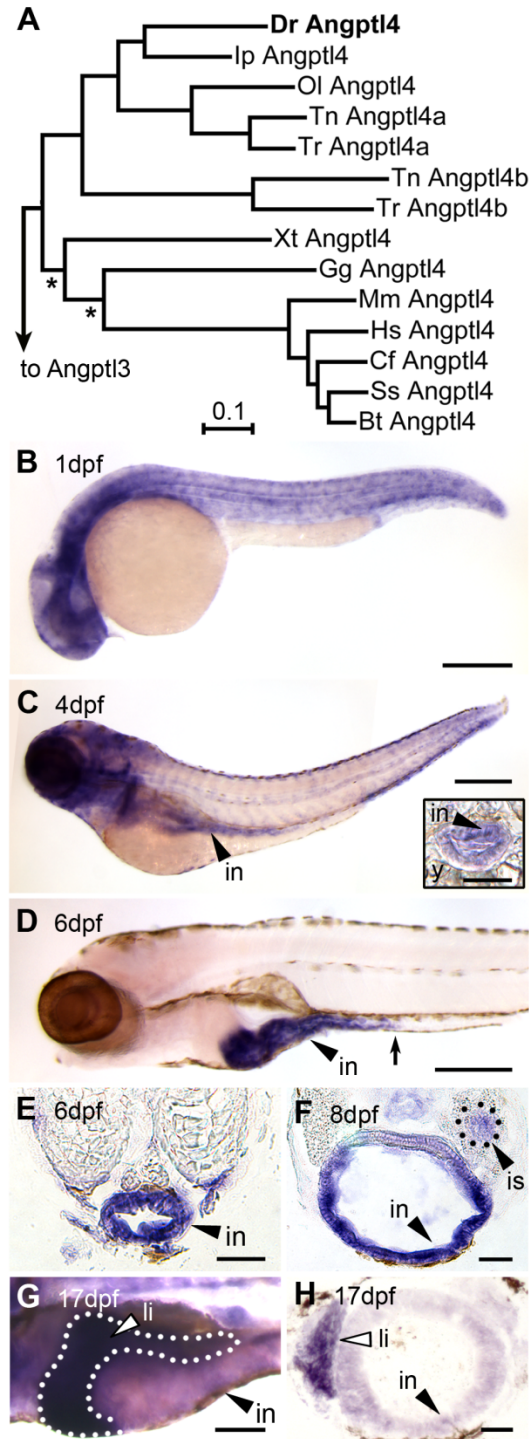 A
Dr Angptl4
Ip Angptl4
Ol Angptl4
Tn Angptl4a
Tr Angptl4a
Tn Angptl4b
Tr Angptl4b
Xt Angptl4
*
Gg Angptl4
*
Mm Angptl4
Hs Angptl4
Cf Angptl4
Ss Angptl4
Bt Angptl4
to Angptl3
0.1
B 1dpf
C 4dpf
in
in
y
D 6dpf
in
E 6dpf
in
F 8dpf
is
in
G 17dpf
li
in
H 17dpf
li
in